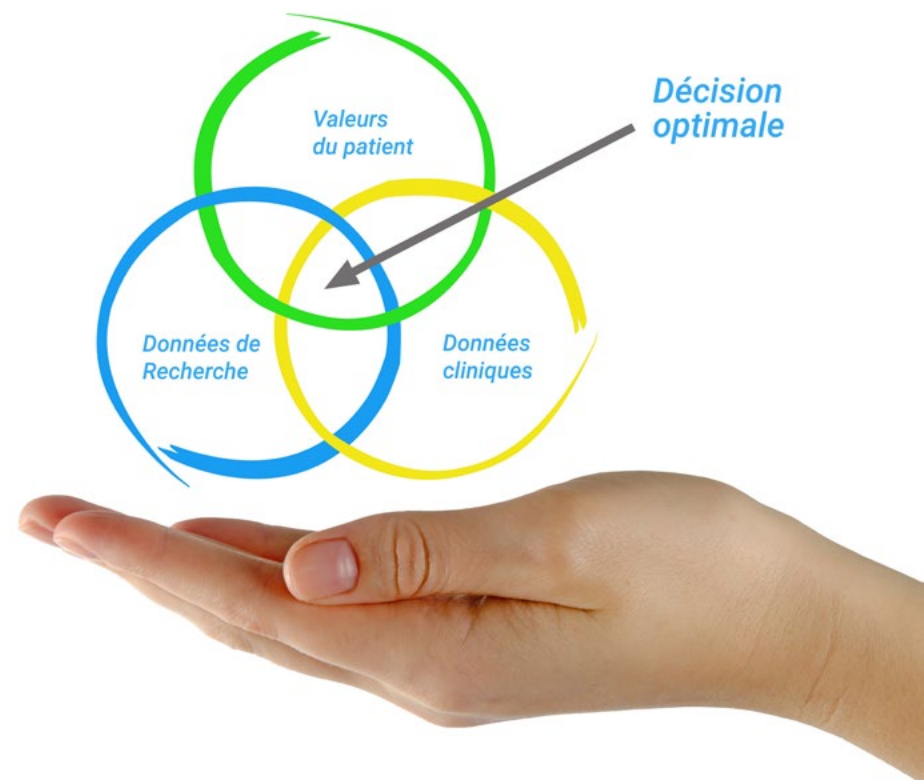 Décision
optimale
Valeurs
du patient
Données de
Recherche
Données
cliniques